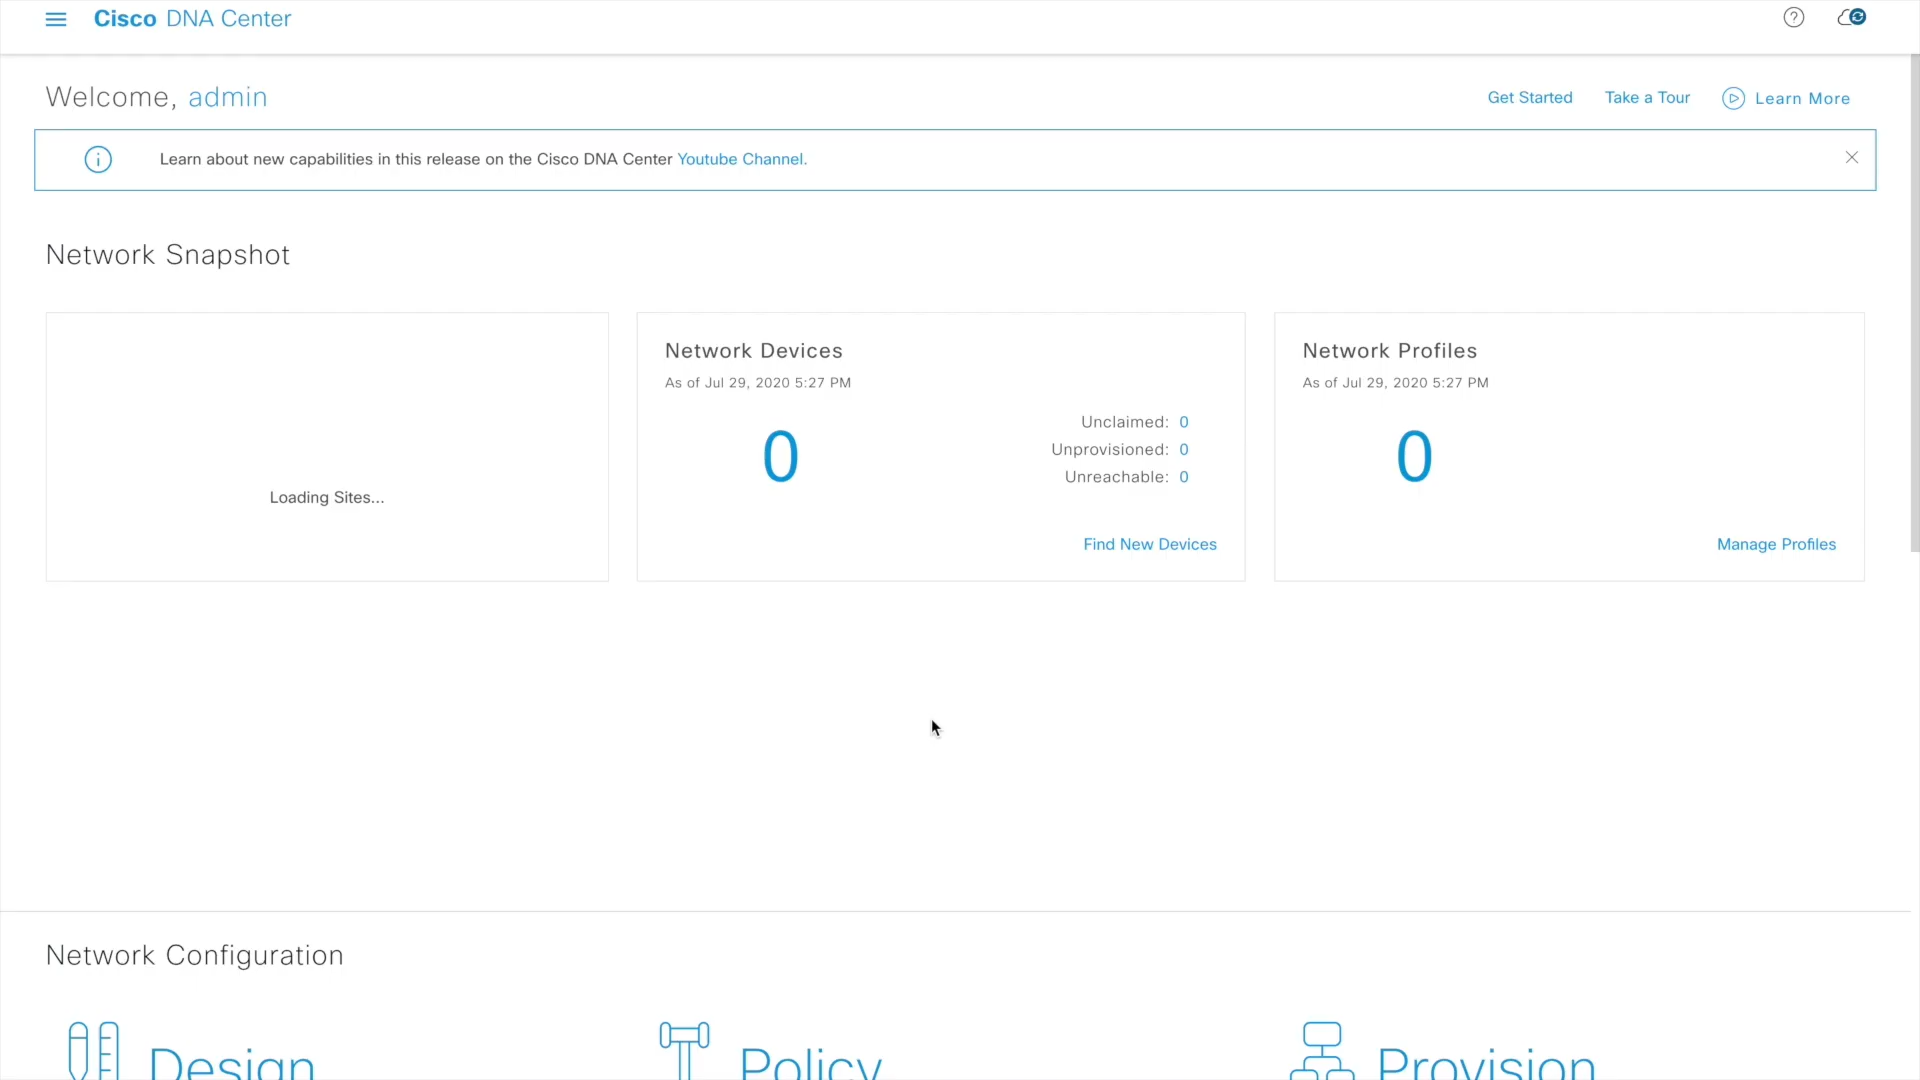 Cisco DNA Center
Welcome, admin
Get Started
Take a Tour
Learn More
Learn about new capabilities in this release on the Cisco DNA Center Youtube Channel.
Network Snapshot
Loading Sites...
Network Devices
As of Jul 29, 2020 5:27 PM
0
Unclaimed: 0
Unprovisioned: 0
Unreachable: 0
Find New Devices
Network Profiles
As of Jul 29, 2020 5:27 PM
0
Manage Profiles
Network Configuration
Design
Policy
Provision